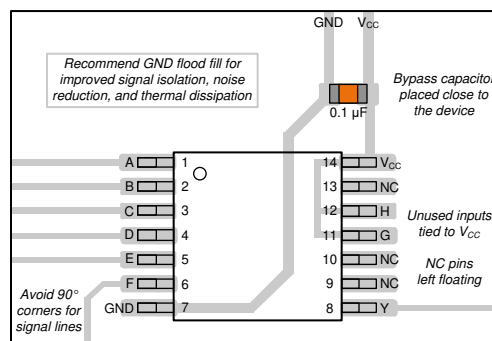 GND VCC
Recommend GND flood fill for
improved signal isolation, noise
reduction, and thermal dissipation
Bypass capacitor
placed close to
the device
0.1 µF
A 1 14 VCC
B 2 13 NC
C 3 12 H
D 4 11 G
E 5 10 NC
F 6 9 NC
GND 7 8 Y
Unused inputs
tied to VCC
NC pins
left floating
Avoid 90°
corners for
signal lines